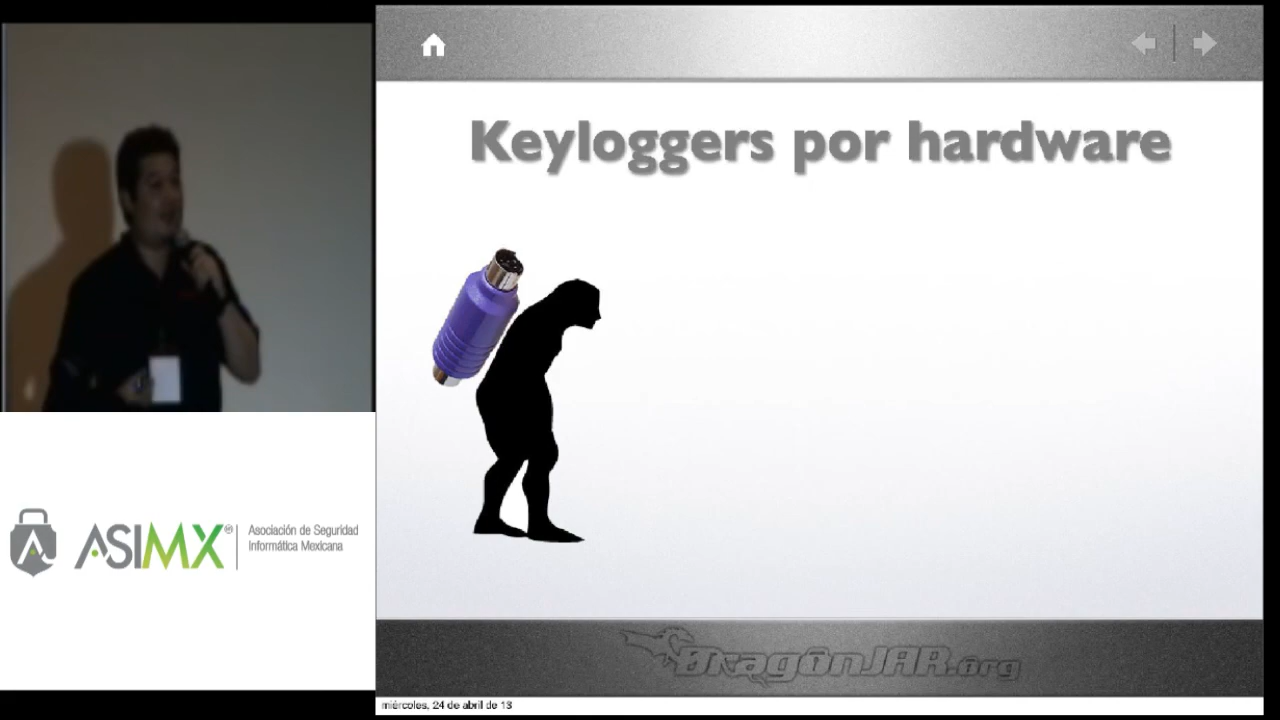 Keyloggers por hardware
ASIMX®
Asociación de Seguridad
Informática Mexicana
DragonJAR.org
miércoles, 24 de abril de 13